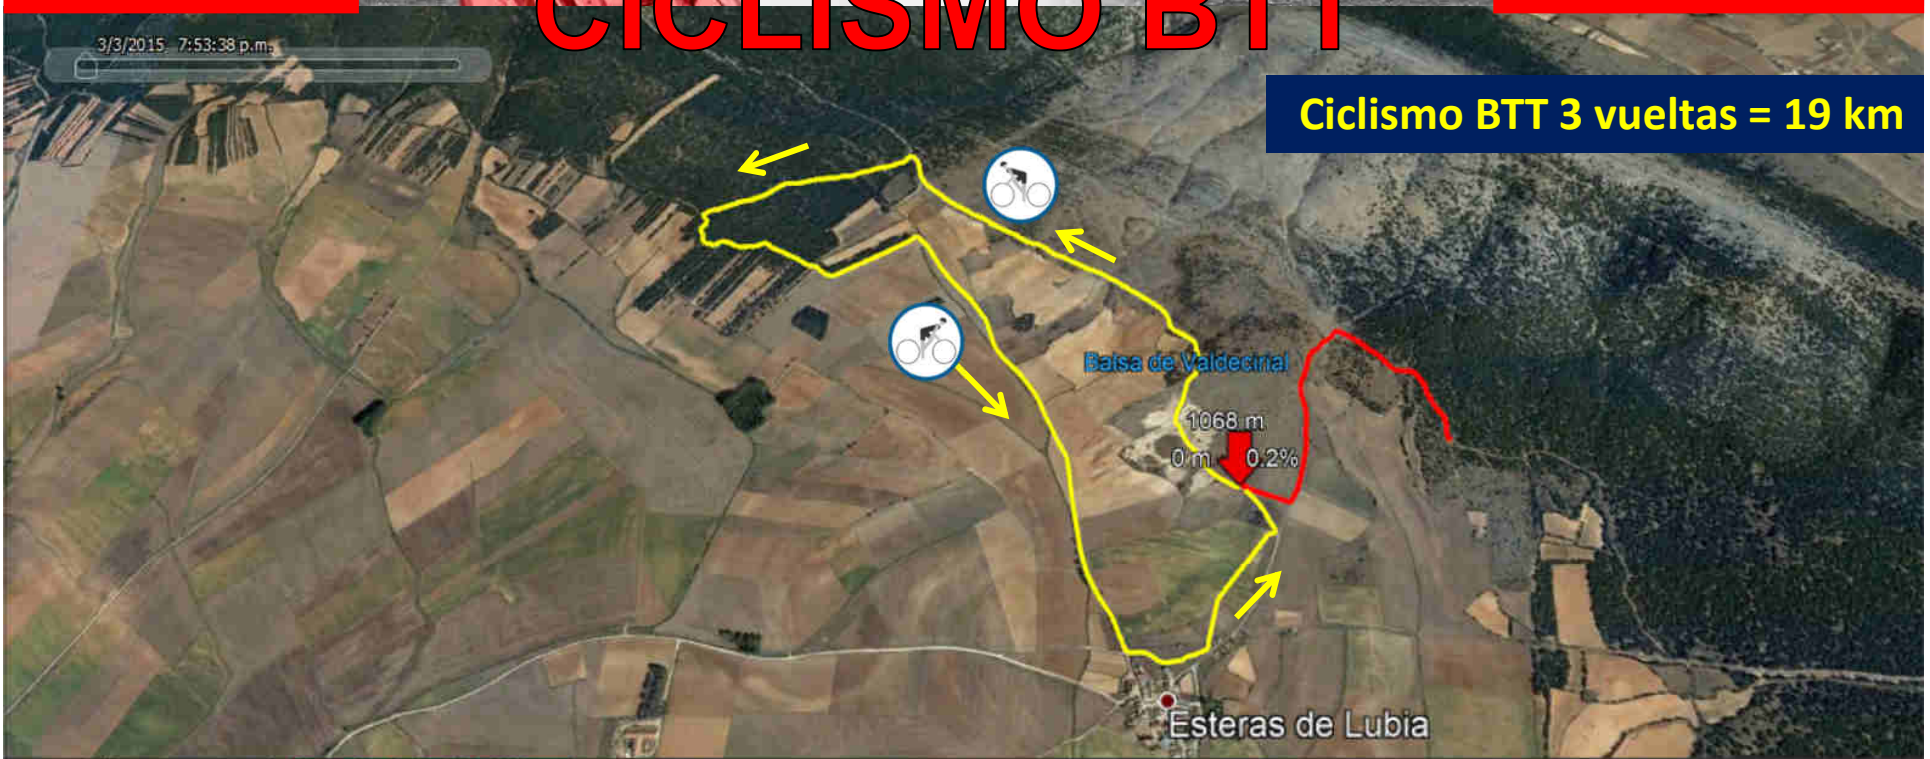 CICLISMO BTT
3/3/2015 7:53:38 p.m.
Ciclismo BTT 3 vueltas = 19 km
Balsa de Valdecirial
1068 m
0 m 0.2%
Esteras de Lubia